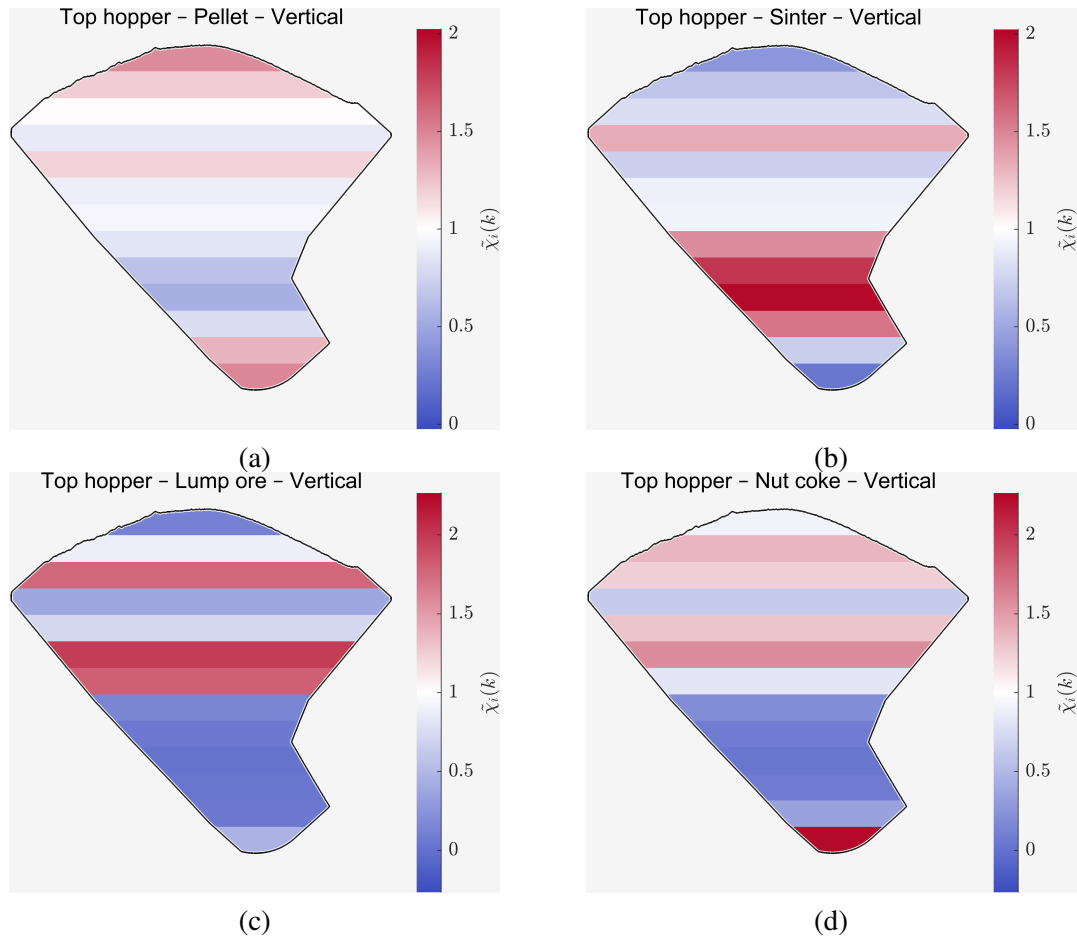 Top hopper − Pellet − Vertical
2
1.5
1
0.5
0
χ̃ᵢ(k)
(a)
Top hopper − Sinter − Vertical
2
1.5
1
0.5
0
χ̃ᵢ(k)
(b)
Top hopper − Lump ore − Vertical
2
1.5
1
0.5
0
χ̃ᵢ(k)
(c)
Top hopper − Nut coke − Vertical
2
1.5
1
0.5
0
χ̃ᵢ(k)
(d)